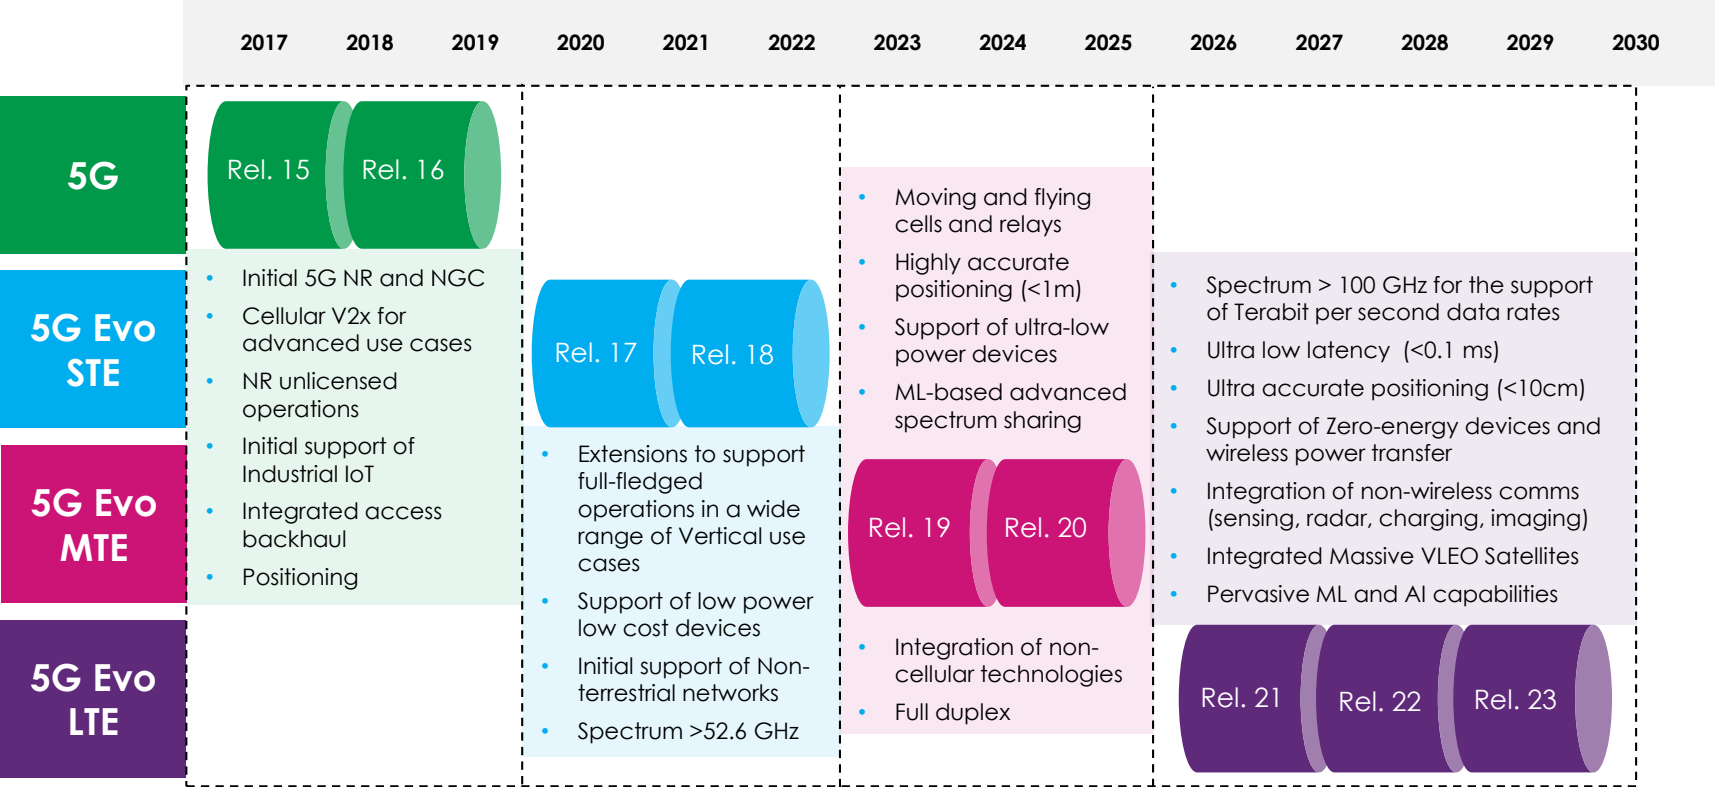 2017 2018 2019 2020 2021 2022 2023 2024 2025 2026 2027 2028 2029 2030
5G
Rel. 15
Rel. 16
• Initial 5G NR and NGC
• Cellular V2x for
advanced use cases
• NR unlicensed
operations
• Initial support of
Industrial IoT
• Integrated access
backhaul
• Positioning
5G Evo
STE
Rel. 17
Rel. 18
• Extensions to support
full-fledged
operations in a wide
range of Vertical use
cases
• Support of low power
low cost devices
• Initial support of Non-
terrestrial networks
• Spectrum >52.6 GHz
5G Evo
MTE
• Moving and flying
cells and relays
• Highly accurate
positioning (<1m)
• Support of ultra-low
power devices
• ML-based advanced
spectrum sharing
Rel. 19
Rel. 20
• Integration of non-
cellular technologies
• Full duplex
5G Evo
LTE
• Spectrum > 100 GHz for the support
of Terabit per second data rates
• Ultra low latency (<0.1 ms)
• Ultra accurate positioning (<10cm)
• Support of Zero-energy devices and
wireless power transfer
• Integration of non-wireless comms
(sensing, radar, charging, imaging)
• Integrated Massive VLEO Satellites
• Pervasive ML and AI capabilities
Rel. 21
Rel. 22
Rel. 23